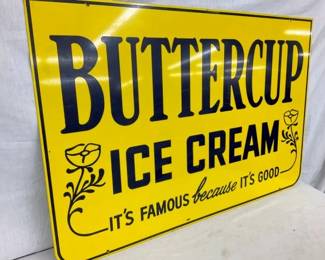 BUTTERCUP
ICE CREAM
IT'S FAMOUS because IT'S GOOD